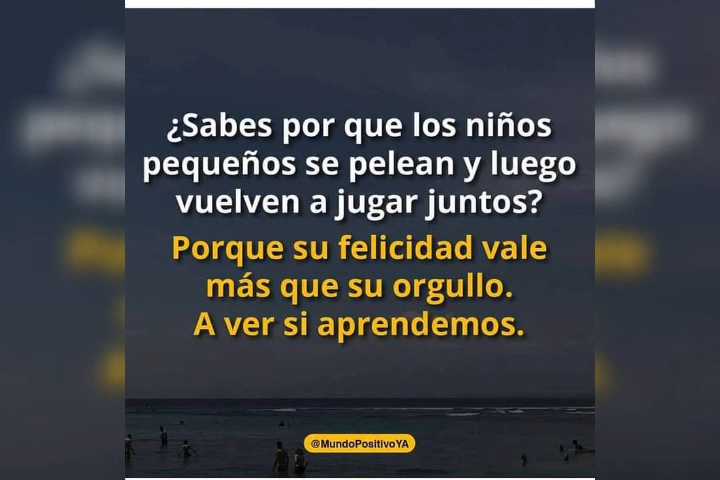 ¿Sabes por que los niños
pequeños se pelean y luego
vuelven a jugar juntos?
Porque su felicidad vale
más que su orgullo.
A ver si aprendemos.
@MundoPositivoYA